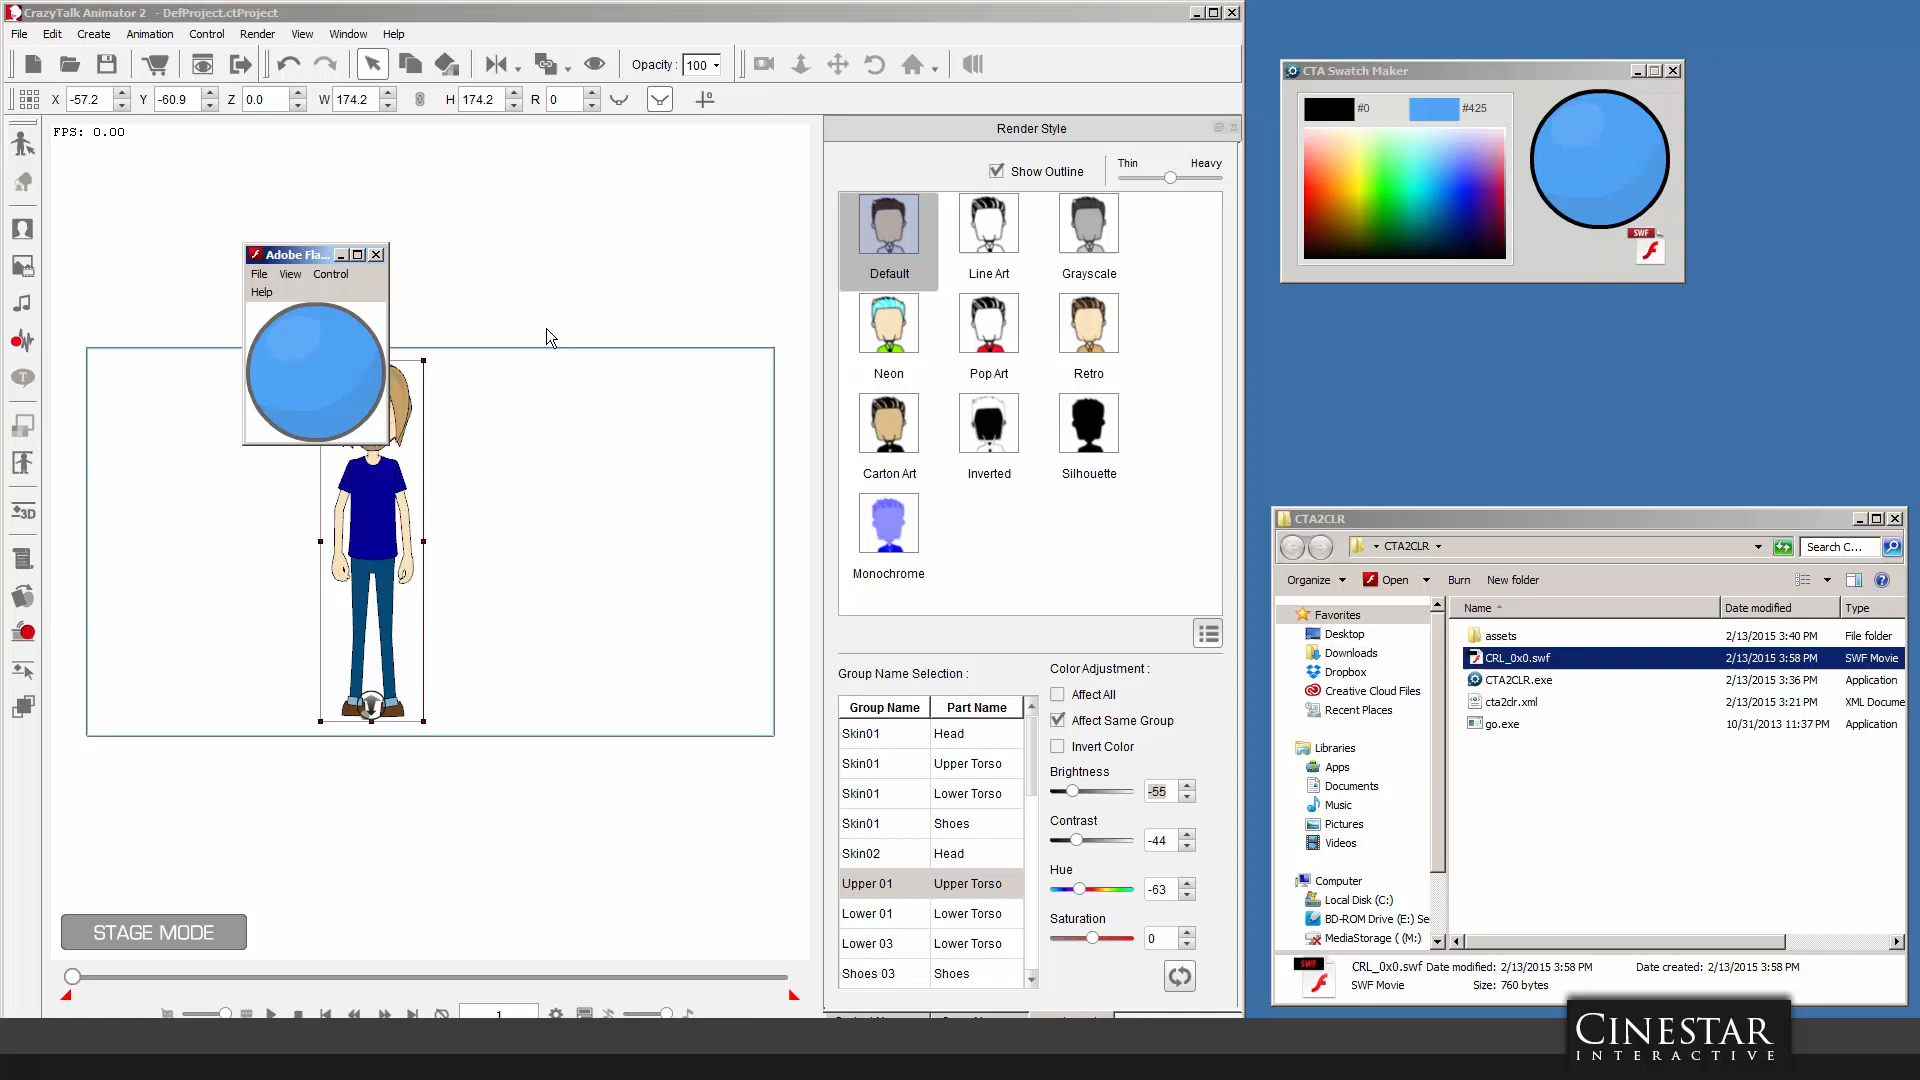 CrazyTalk Animator 2 - DefProject.ctProject
File Edit Create Animation Control Render View Window Help
Opacity : 100
X -57.2 Y -60.9 Z 0.0 W 174.2 H 174.2 R 0
FPS: 0.00
Adobe Fla...
File View Control
Help
STAGE MODE
1
Render Style
Show Outline
Thin Heavy
Default Line Art Grayscale
Neon Pop Art Retro
Carton Art Inverted Silhouette
Monochrome
Group Name Selection :
Group Name Part Name
Skin01 Head
Skin01 Upper Torso
Skin01 Lower Torso
Skin01 Shoes
Skin02 Head
Upper 01 Upper Torso
Lower 01 Lower Torso
Lower 03 Lower Torso
Shoes 03 Shoes
Color Adjustment :
Affect All
Affect Same Group
Invert Color
Brightness
-55
Contrast
-44
Hue
-63
Saturation
0
CTA Swatch Maker
#0 #425
SWF
CTA2CLR
CTA2CLR
Search C...
Organize Open Burn New folder
Favorites
Desktop
Downloads
Dropbox
Creative Cloud Files
Recent Places
Libraries
Apps
Documents
Music
Pictures
Videos
Computer
Local Disk (C:)
BD-ROM Drive (E:) Se
MediaStorage ( (M:)
Name Date modified Type
assets 2/13/2015 3:40 PM File folder
CRL_0x0.swf 2/13/2015 3:58 PM SWF Movie
CTA2CLR.exe 2/13/2015 3:36 PM Application
cta2clr.xml 2/13/2015 3:21 PM XML Docume
go.exe 10/31/2013 11:37 PM Application
SWF
CRL_0x0.swf Date modified: 2/13/2015 3:58 PM Date created: 2/13/2015 3:58 PM
SWF Movie Size: 760 bytes
CINESTAR
INTERACTIVE